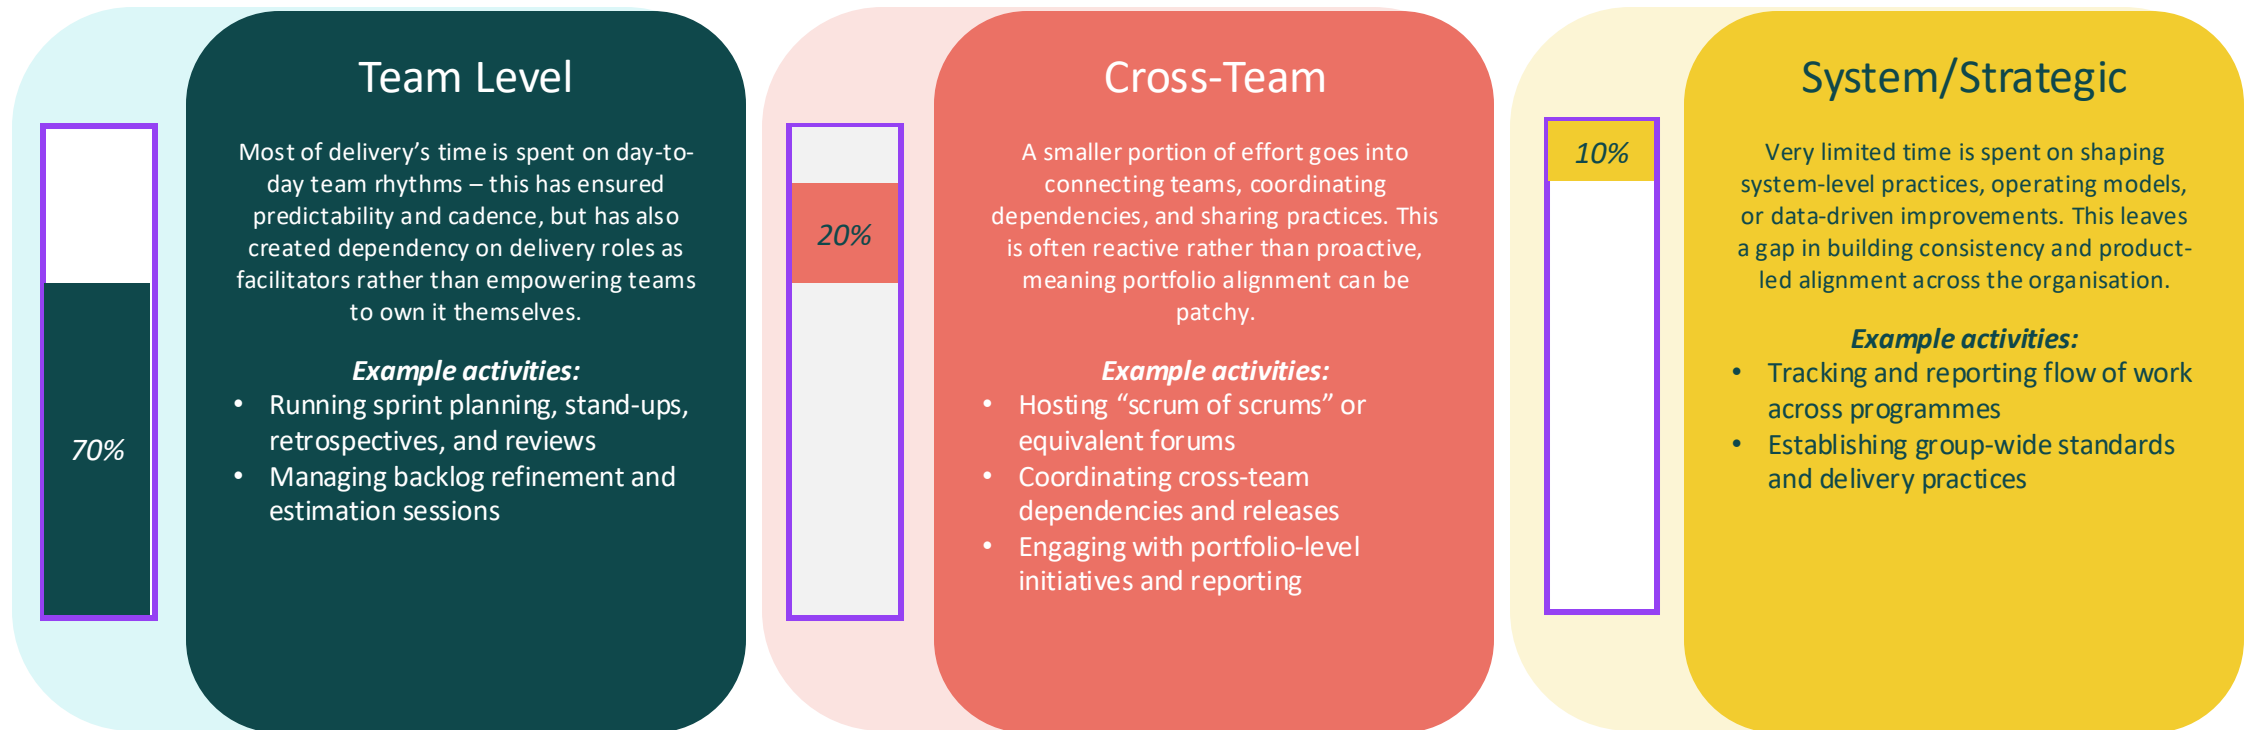 Team Level
Most of delivery’s time is spent on day-to-
day team rhythms – this has ensured
predictability and cadence, but has also
created dependency on delivery roles as
facilitators rather than empowering teams
to own it themselves.
Example activities:
• Running sprint planning, stand-ups,
retrospectives, and reviews
• Managing backlog refinement and
estimation sessions
70%
Cross-Team
A smaller portion of effort goes into
connecting teams, coordinating
dependencies, and sharing practices. This
is often reactive rather than proactive,
meaning portfolio alignment can be
patchy.
Example activities:
• Hosting “scrum of scrums” or
equivalent forums
• Coordinating cross-team
dependencies and releases
• Engaging with portfolio-level
initiatives and reporting
20%
System/Strategic
Very limited time is spent on shaping
system-level practices, operating models,
or data-driven improvements. This leaves
a gap in building consistency and product-
led alignment across the organisation.
Example activities:
• Tracking and reporting flow of work
across programmes
• Establishing group-wide standards
and delivery practices
10%